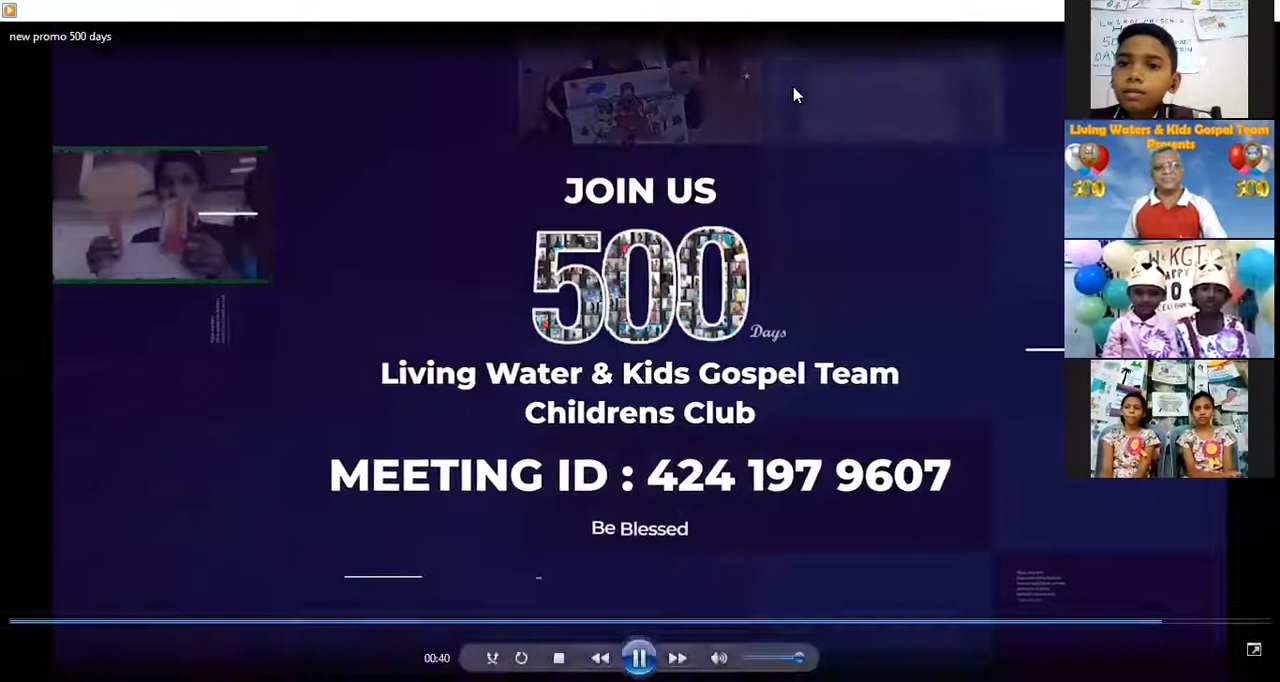 new promo 500 days
JOIN US
500
Days
Living Water & Kids Gospel Team
Childrens Club
MEETING ID : 424 197 9607
Be Blessed
00:40
Living Waters & Kids Gospel Team
Presents
500
500
KGT